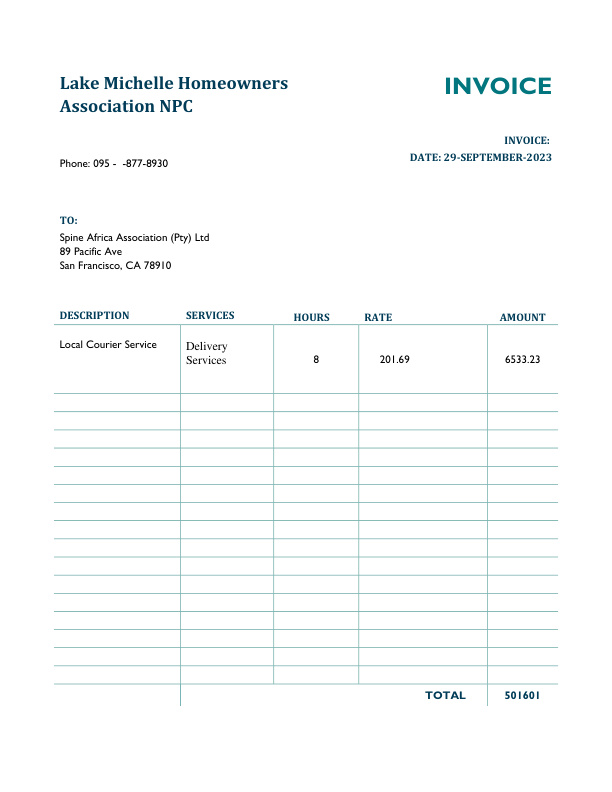 Lake Michelle Homeowners
Association NPC
INVOICE
INVOICE:
DATE: 29-SEPTEMBER-2023
Phone: 095 -  -877-8930
TO:
Spine Africa Association (Pty) Ltd
89 Pacific Ave
San Francisco, CA 78910
DESCRIPTION SERVICES HOURS RATE AMOUNT
Local Courier Service Delivery
Services 8 201.69 6533.23
TOTAL 501601